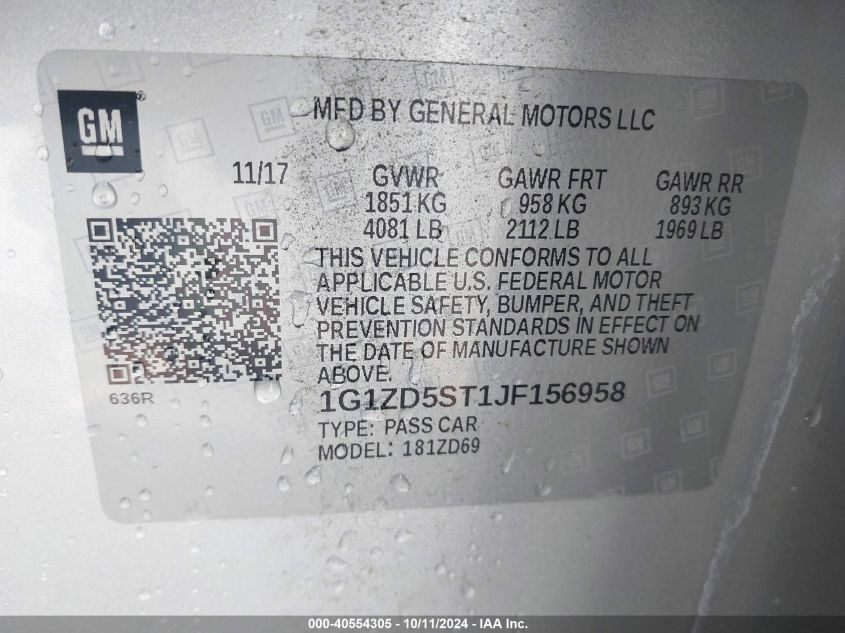 GM
®
MFD BY GENERAL MOTORS LLC
11/17 GVWR GAWR FRT GAWR RR
1851 KG 958 KG 893 KG
4081 LB 2112 LB 1969 LB
THIS VEHICLE CONFORMS TO ALL
APPLICABLE U.S. FEDERAL MOTOR
VEHICLE SAFETY, BUMPER, AND THEFT
PREVENTION STANDARDS IN EFFECT ON
THE DATE OF MANUFACTURE SHOWN
ABOVE.
636R
1G1ZD5ST1JF156958
TYPE: PASS CAR
MODEL: 181ZD69
000-40554305 - 10/11/2024 - IAA Inc.